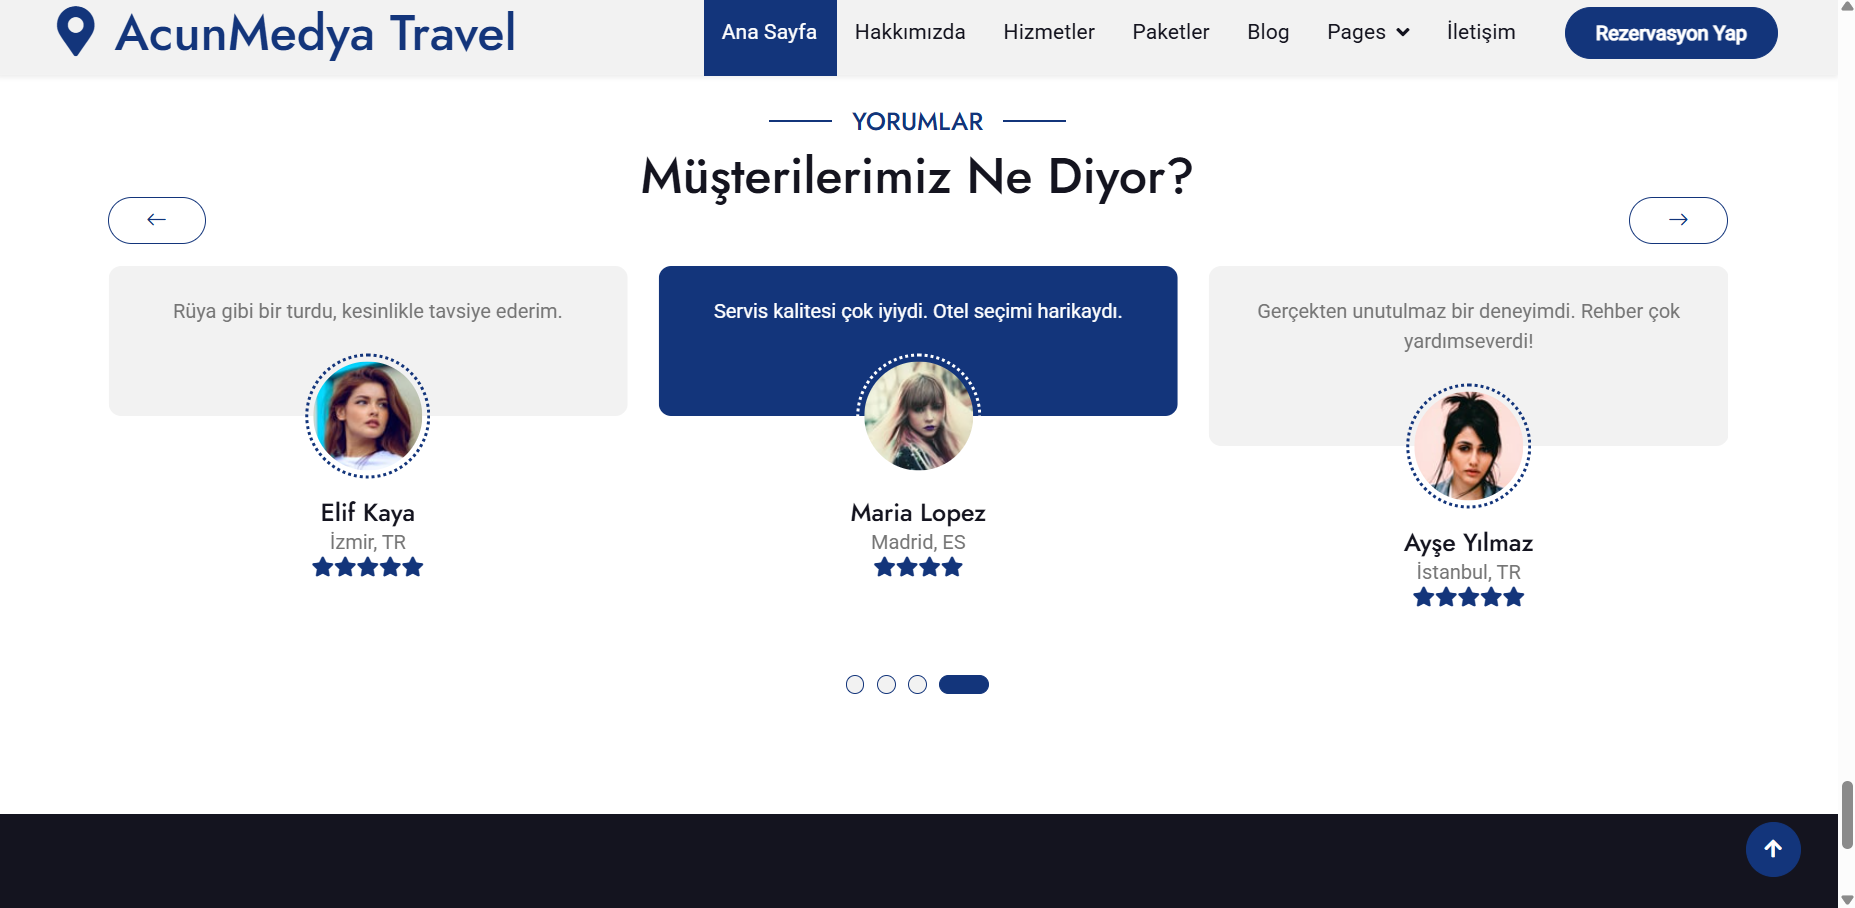 AcunMedya Travel
Ana Sayfa
Hakkımızda
Hizmetler
Paketler
Blog
Pages
İletişim
Rezervasyon Yap
YORUMLAR
Müşterilerimiz Ne Diyor?
Rüya gibi bir turdu, kesinlikle tavsiye ederim.
Elif Kaya
İzmir, TR
Servis kalitesi çok iyiydi. Otel seçimi harikaydı.
Maria Lopez
Madrid, ES
Gerçekten unutulmaz bir deneyimdi. Rehber çok
yardımseverdi!
Ayşe Yılmaz
İstanbul, TR